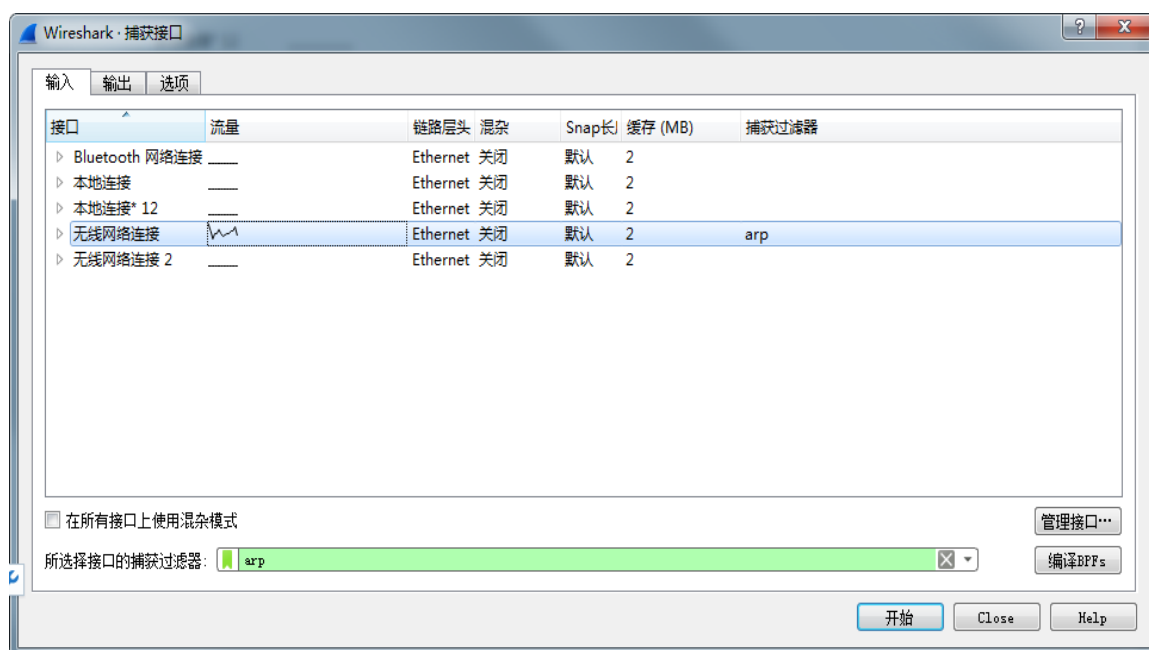 Wireshark · 捕获接口
输入 输出 选项
接口 流量 链路层头 混杂 Snap长 缓存 (MB) 捕获过滤器
Bluetooth 网络连接 Ethernet 关闭 默认 2
本地连接 Ethernet 关闭 默认 2
本地连接* 12 Ethernet 关闭 默认 2
无线网络连接 Ethernet 关闭 默认 2 arp
无线网络连接 2 Ethernet 关闭 默认 2
在所有接口上使用混杂模式 管理接口…
所选择接口的捕获过滤器: arp 编译BPFs
开始 Close Help